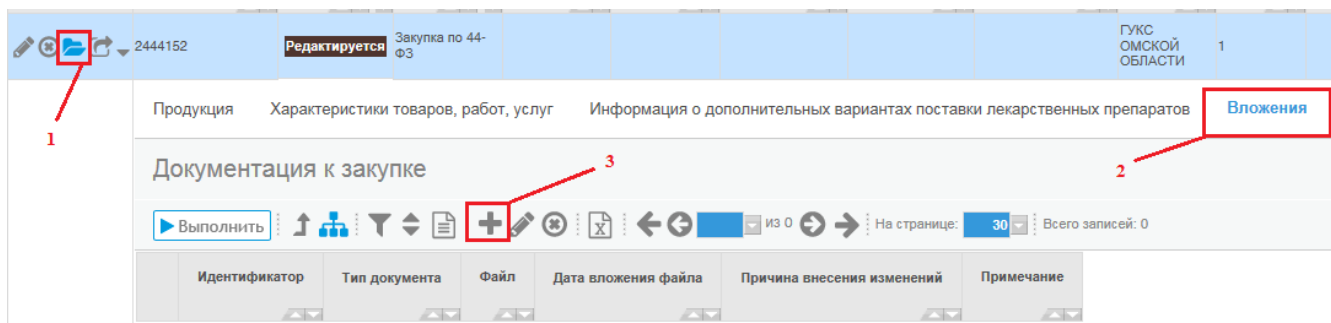 2444152 Редактируется Закупка по 44-ФЗ ГУКС ОМСКОЙ ОБЛАСТИ 1
1
Продукция Характеристики товаров, работ, услуг Информация о дополнительных вариантах поставки лекарственных препаратов Вложения
2
Документация к закупке
3
Выполнить из 0 На странице: 30 Всего записей: 0
Идентификатор Тип документа Файл Дата вложения файла Причина внесения изменений Примечание